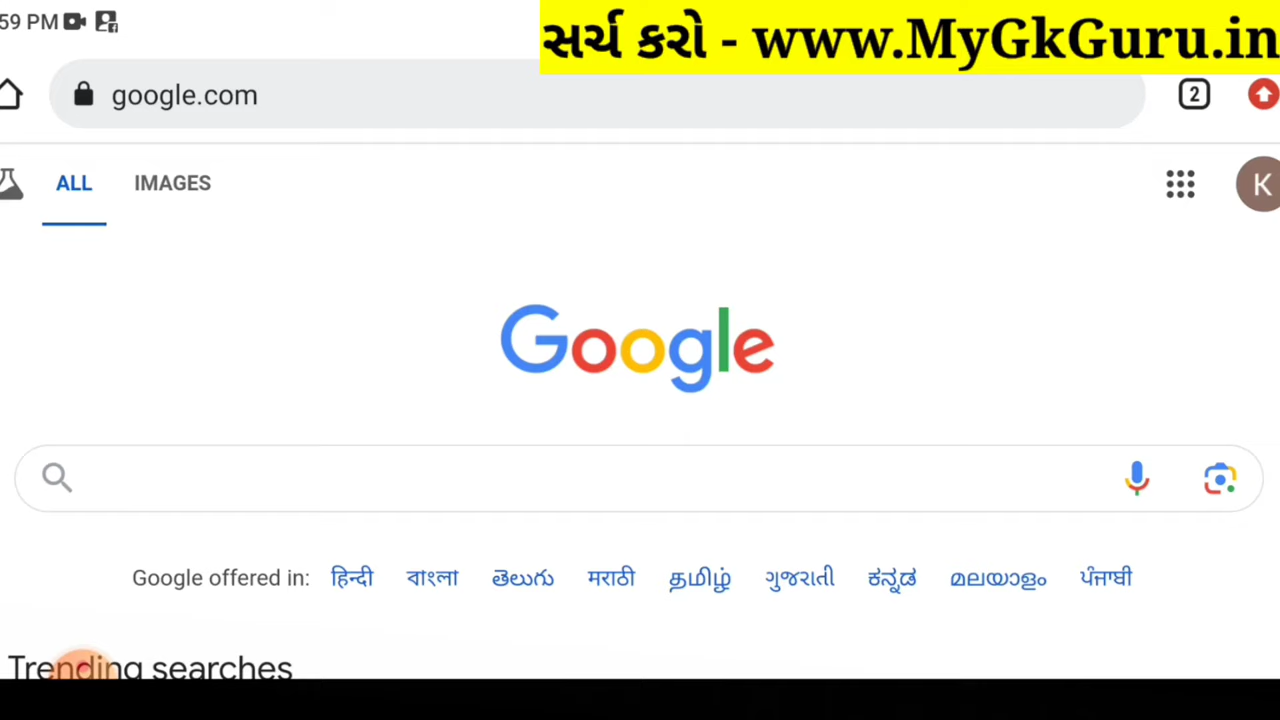 59 PM
સર્ચ કરો - www.MyGkGuru.in
google.com
2
ALL IMAGES
K
Google
Google offered in: हिन्दी বাংলা తెలుగు मराठी தமிழ் ગુજરાતી ಕನ್ನಡ മലയാളം ਪੰਜਾਬੀ
Trending searches